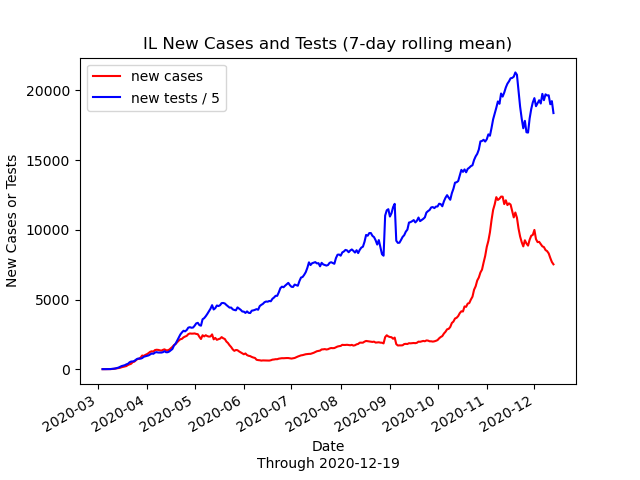 IL New Cases and Tests (7-day rolling mean)
new cases
new tests / 5
New Cases or Tests
20000
15000
10000
5000
0
2020-03
2020-04
2020-05
2020-06
2020-07
2020-08
2020-09
2020-10
2020-11
2020-12
Date
Through 2020-12-19